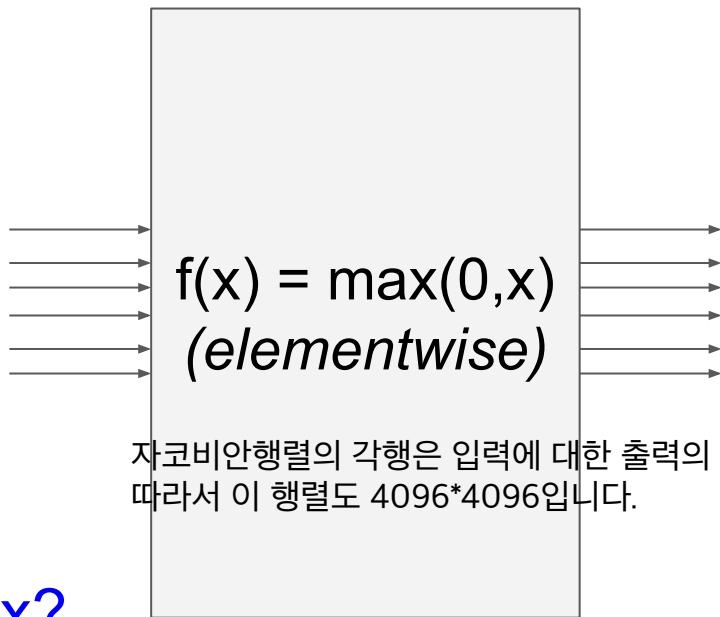 f(x) = max(0,x)
(elementwise)
자코비안행렬의 각행은 입력에 대한 출력의
따라서 이 행렬도 4096*4096입니다.
x?